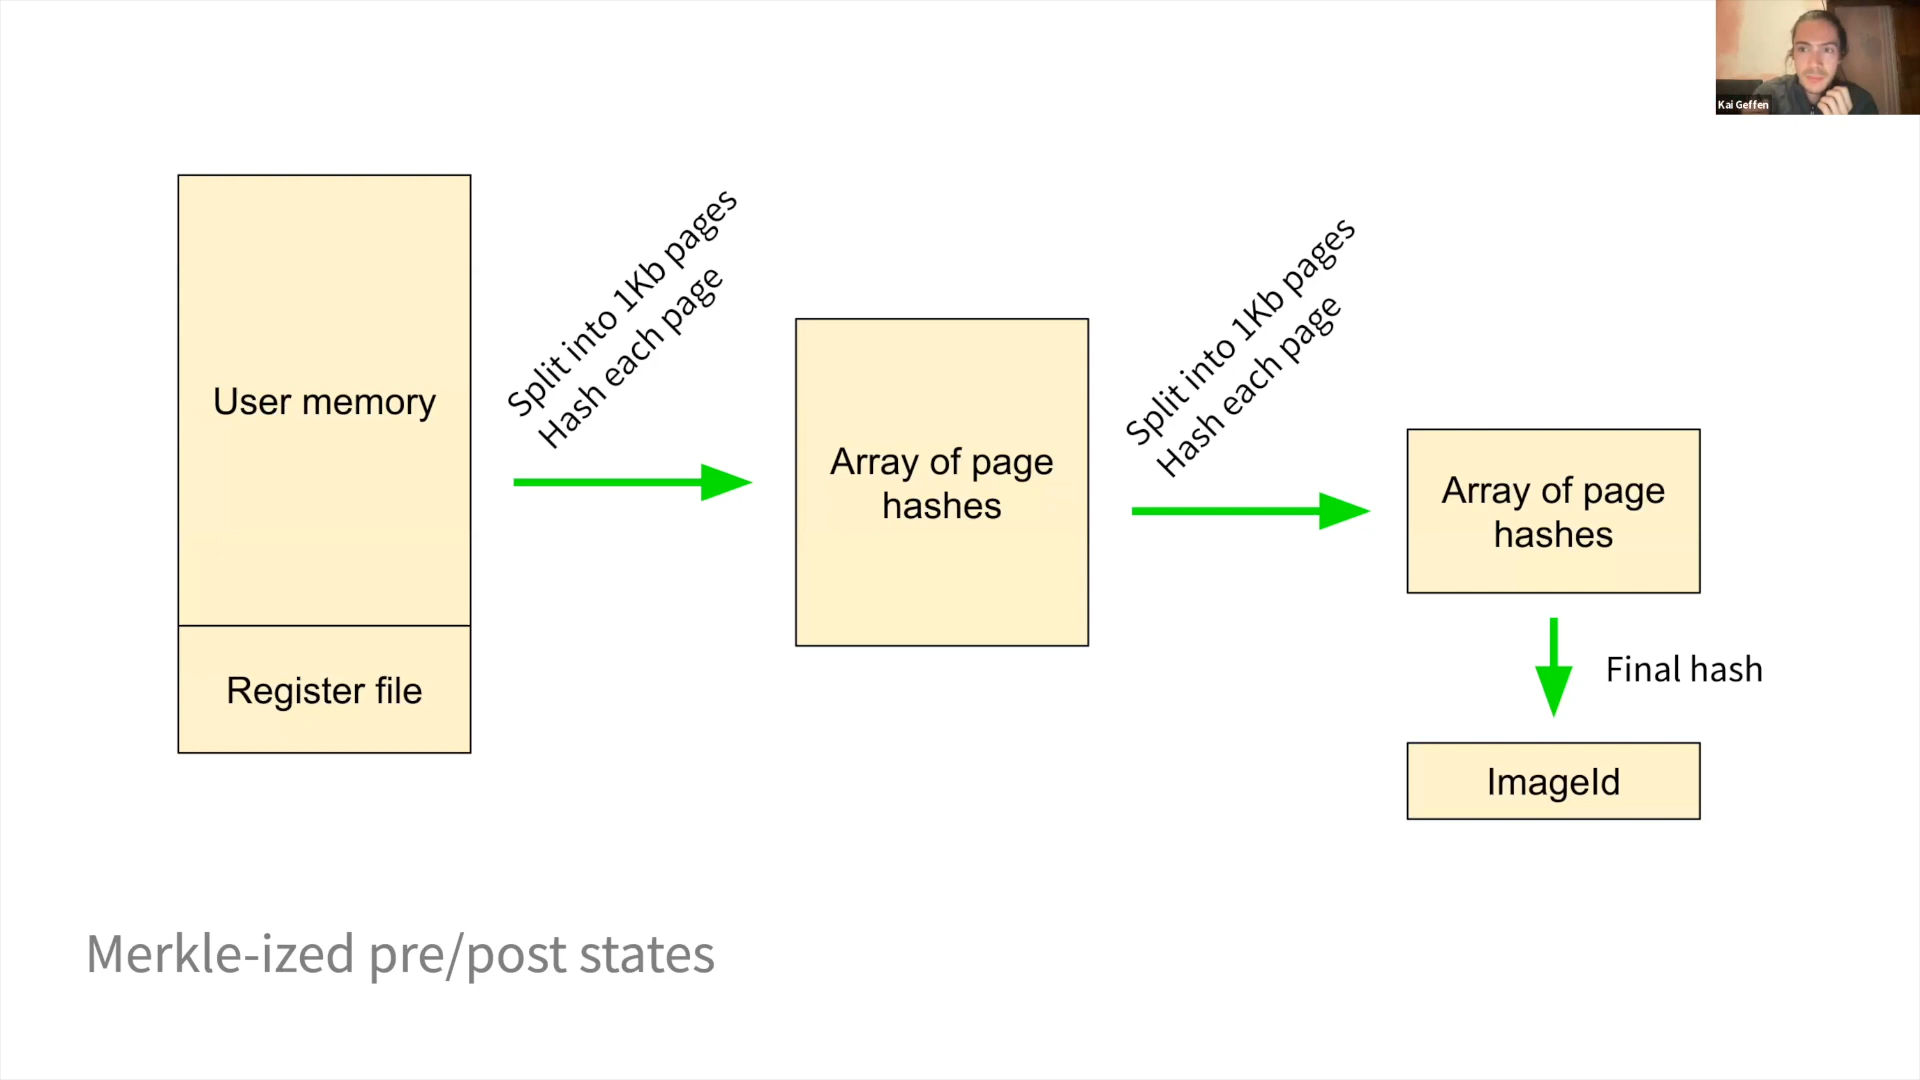 Kai Geffen
User memory
Register file
Split into 1Kb pages
Hash each page
Array of page
hashes
Split into 1Kb pages
Hash each page
Array of page
hashes
Final hash
ImageId
Merkle-ized pre/post states